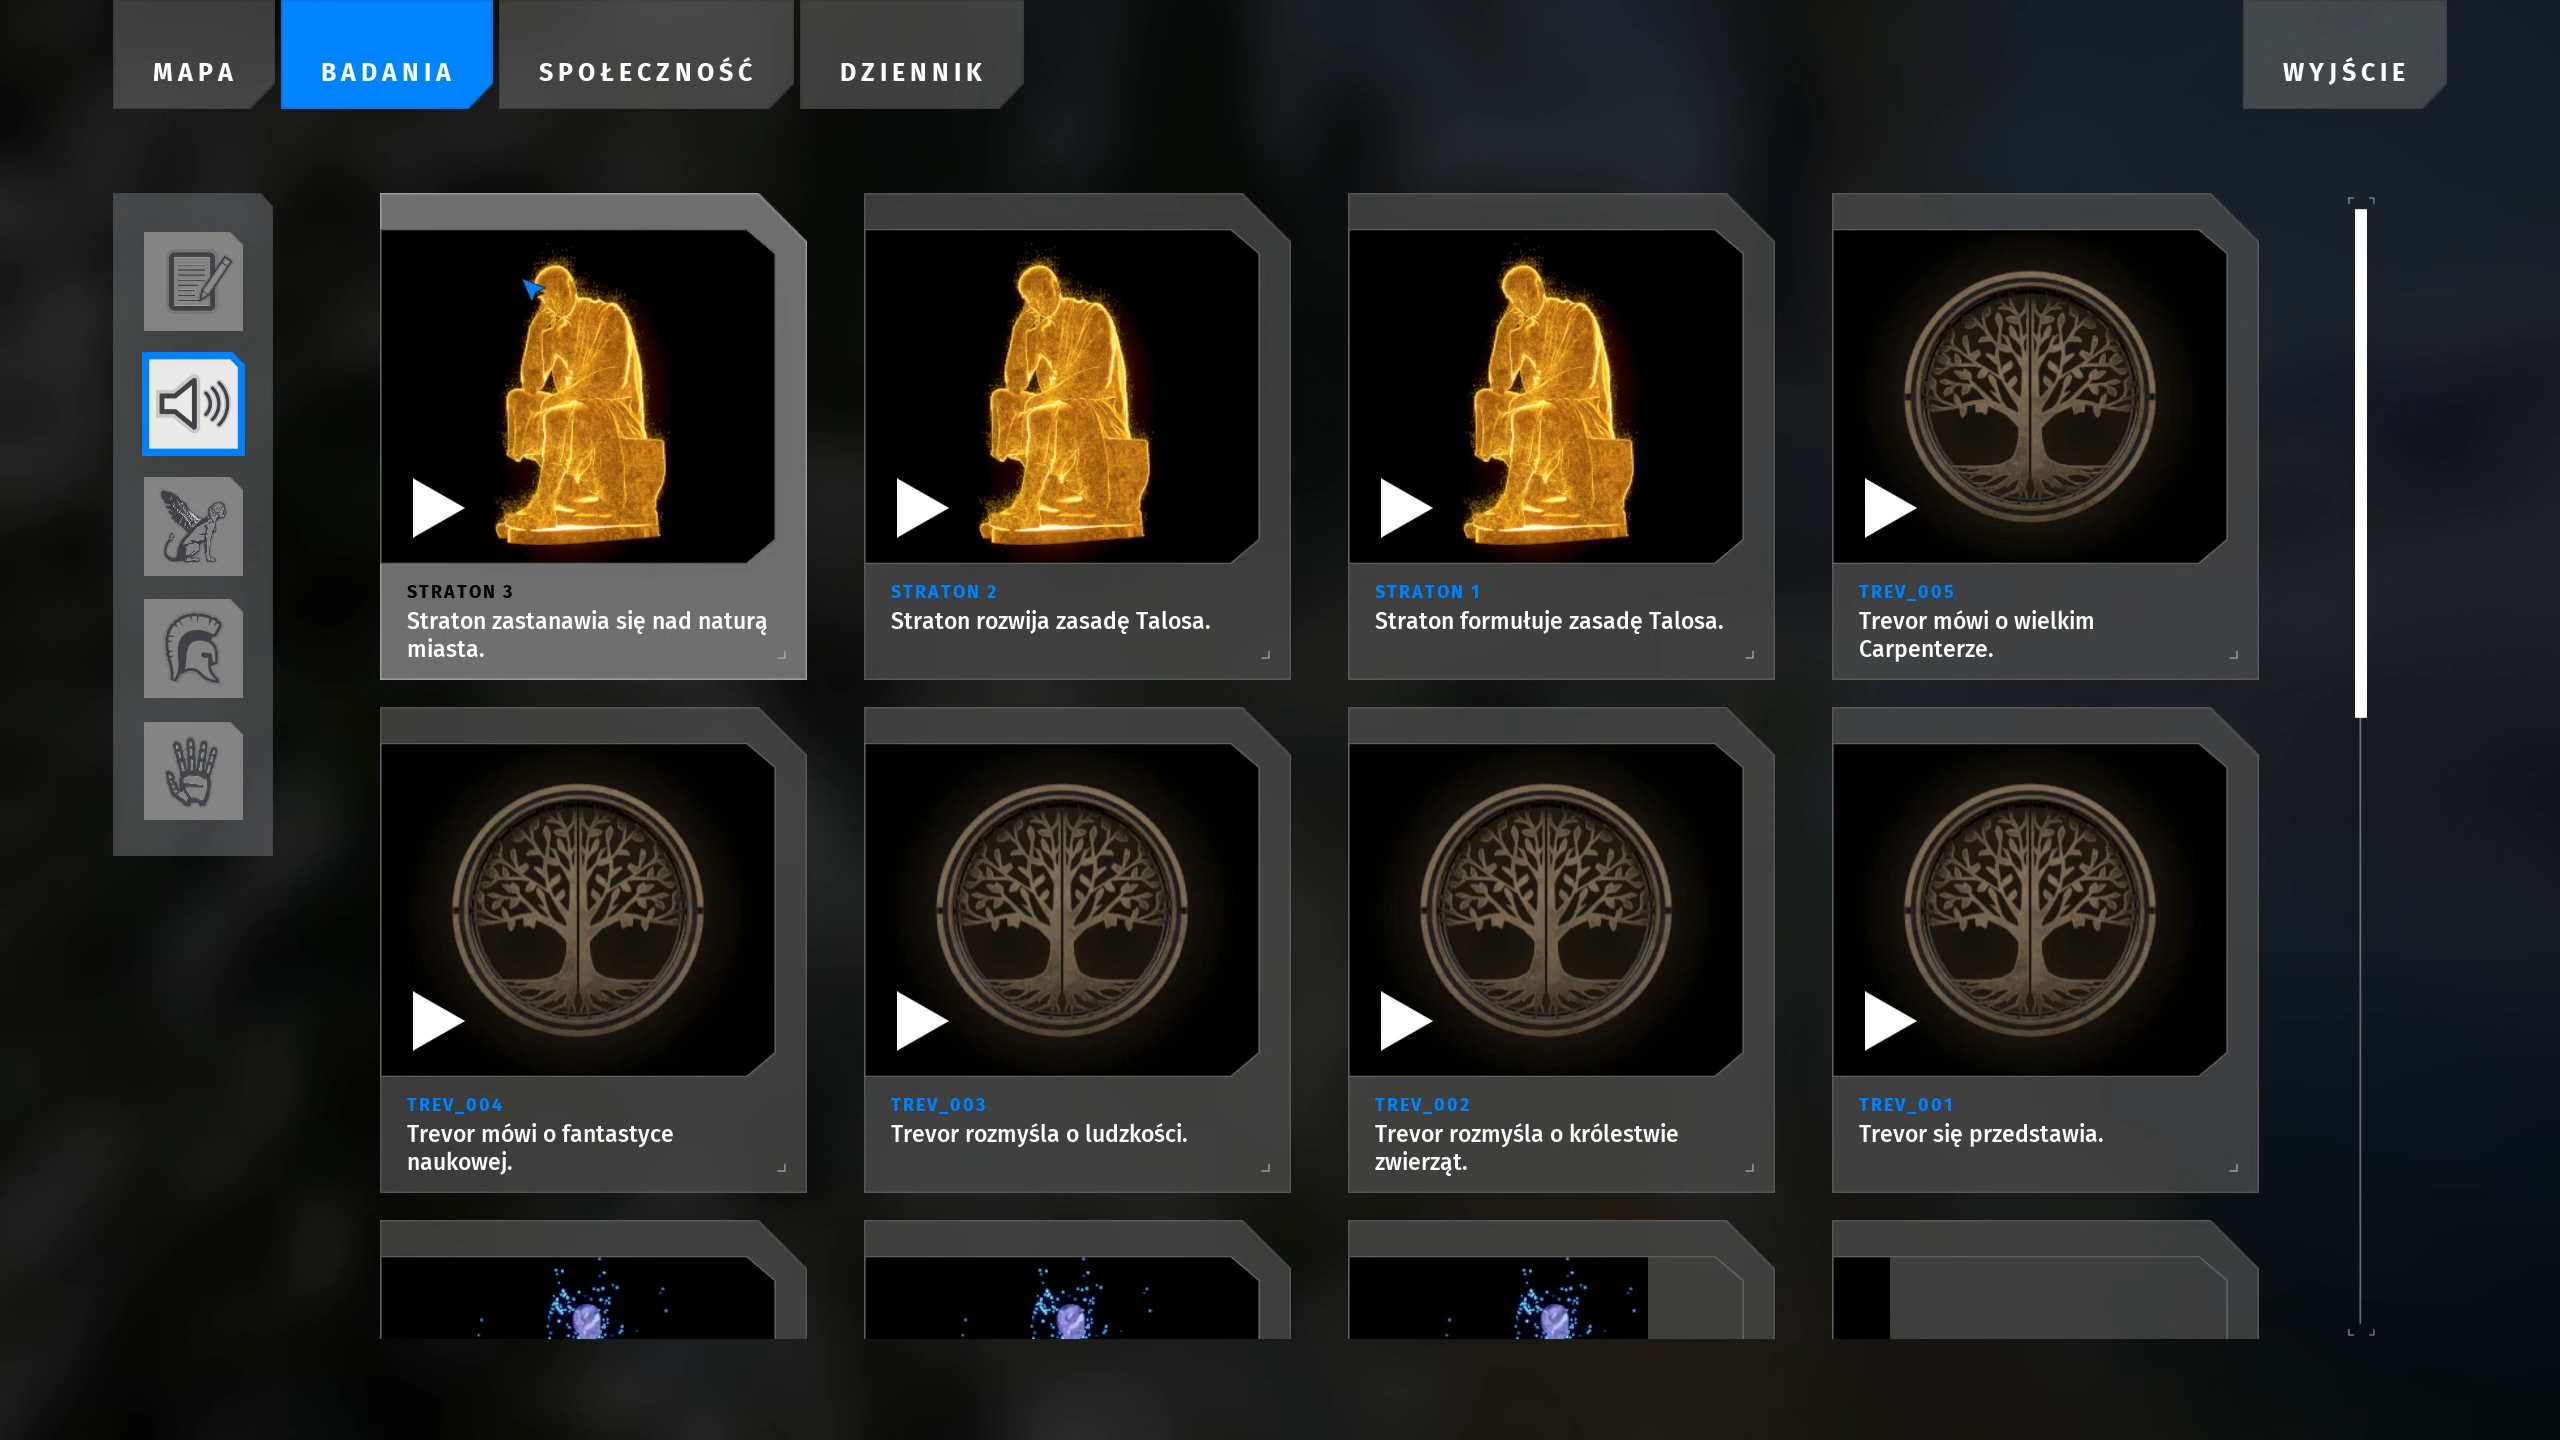 MAPA
BADANIA
SPOŁECZNOŚĆ
DZIENNIK
WYJŚCIE
STRATON 3
Straton zastanawia się nad naturą
miasta.
STRATON 2
Straton rozwija zasadę Talosa.
STRATON 1
Straton formułuje zasadę Talosa.
TREV_005
Trevor mówi o wielkim
Carpenterze.
TREV_004
Trevor mówi o fantastyce
naukowej.
TREV_003
Trevor rozmyśla o ludzkości.
TREV_002
Trevor rozmyśla o królestwie
zwierząt.
TREV_001
Trevor się przedstawia.